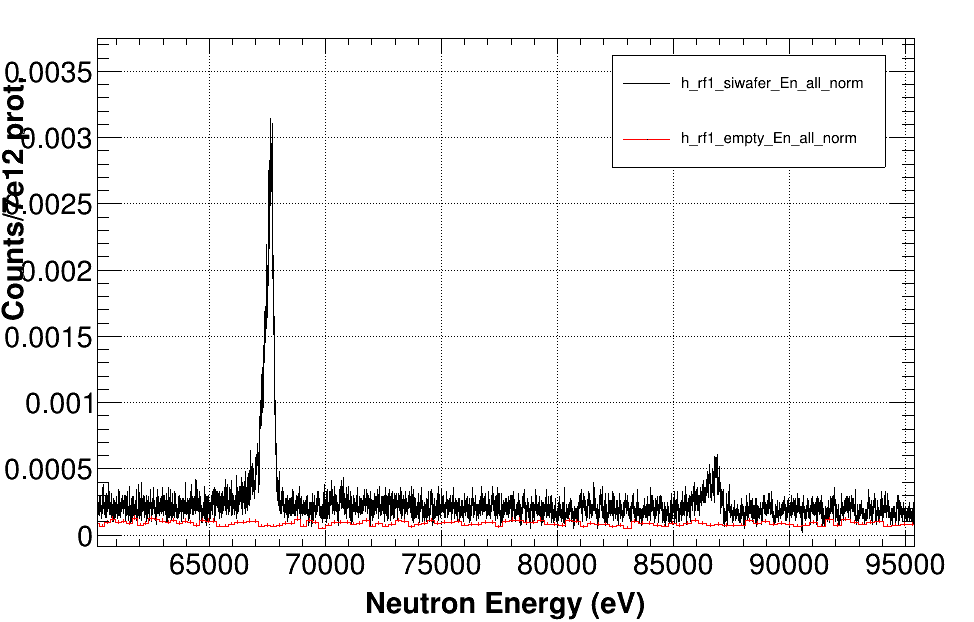 h_rf1_siwafer_En_all_norm
h_rf1_empty_En_all_norm
Counts/7e12 prot.
0.0035
0.003
0.0025
0.002
0.0015
0.001
0.0005
0
65000 70000 75000 80000 85000 90000 95000
Neutron Energy (eV)